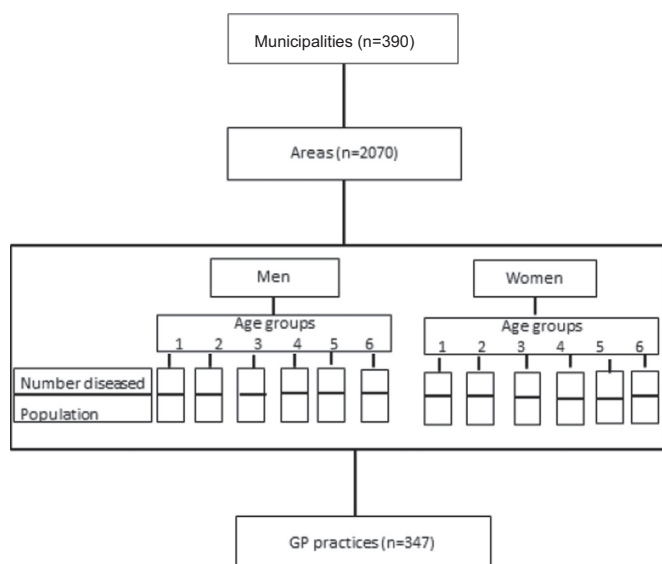 Municipalities (n=390)
Areas (n=2070)
Men
Women
Age groups
1 2 3 4 5 6
Age groups
1 2 3 4 5 6
Number diseased
Population
GP practices (n=347)